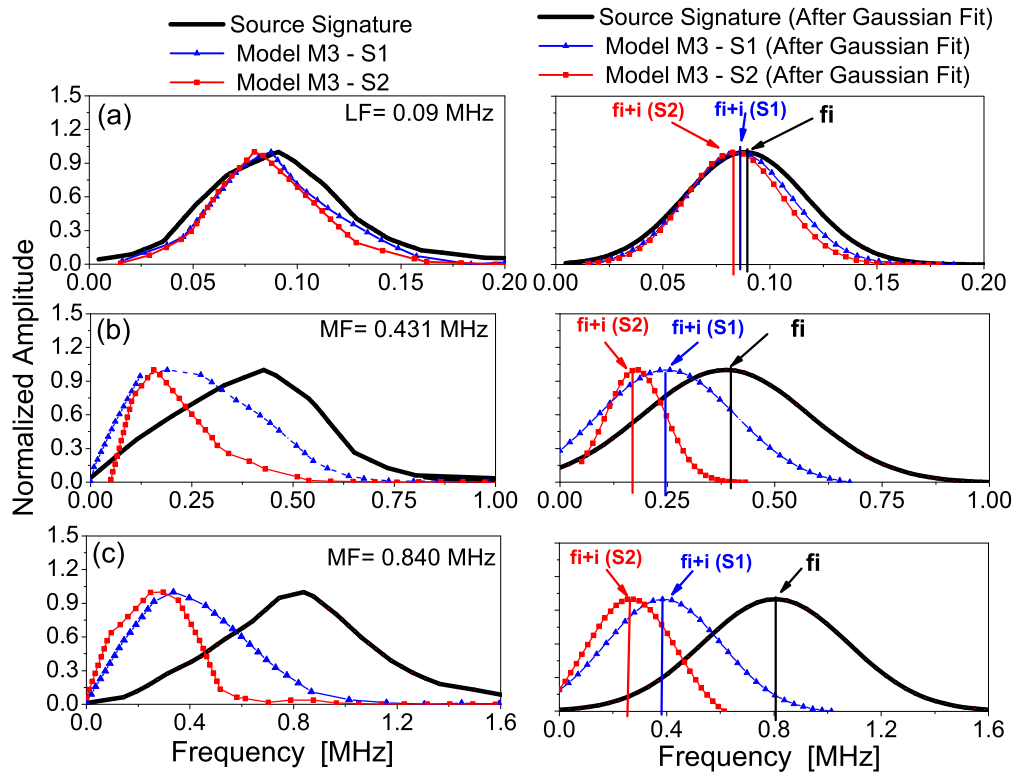 Source Signature
Model M3 - S1
Model M3 - S2
Source Signature (After Gaussian Fit)
Model M3 - S1 (After Gaussian Fit)
Model M3 - S2 (After Gaussian Fit)
Normalized Amplitude
(a)
LF= 0.09 MHz
1.5
1.2
0.9
0.6
0.3
0.0
0.00 0.05 0.10 0.15 0.20
fi+i (S2)
fi+i (S1)
fi
0.00 0.05 0.10 0.15 0.20
(b)
MF= 0.431 MHz
1.5
1.2
0.9
0.6
0.3
0.0
0.00 0.25 0.50 0.75 1.00
fi+i (S2)
fi+i (S1)
fi
0.00 0.25 0.50 0.75 1.00
(c)
MF= 0.840 MHz
1.5
1.2
0.9
0.6
0.3
0.0
0.0 0.4 0.8 1.2 1.6
Frequency [MHz]
fi+i (S2)
fi+i (S1)
fi
0.0 0.4 0.8 1.2 1.6
Frequency [MHz]